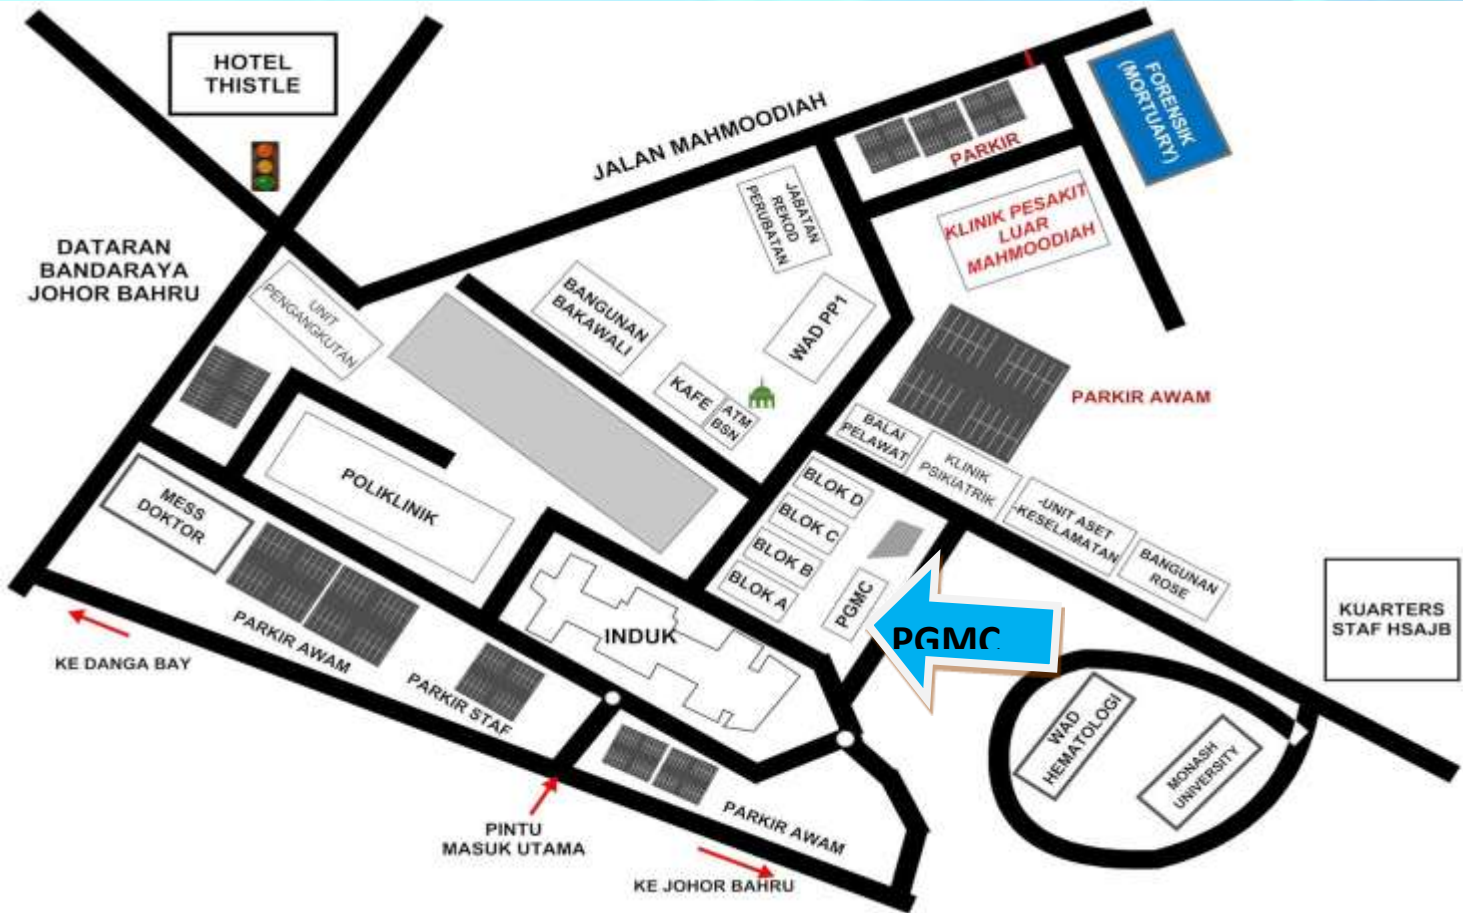 HOTEL
THISTLE
JALAN MAHMOODIAH
PARKIR
FORENSIK
(MORTUARY)
JABATAN
REKOD
PERUBATAN
KLINIK PESAKIT
LUAR
MAHMOODIAH
DATARAN
BANDARAYA
JOHOR BAHRU
UNIT
PENGANGKUTAN
BANGUNAN
BAKAWALI
WAD PP1
KAFE
ATM
BSN
PARKIR AWAM
BALAI
PELAWAT
KLINIK
PSIKIATRIK
-UNIT ASET
-KESELAMATAN
BANGUNAN
ROSE
POLIKLINIK
MESS
DOKTOR
BLOK D
BLOK C
BLOK B
BLOK A
PGMC
PGMC
INDUK
KUARTERS
STAF HSAJB
PARKIR AWAM
KE DANGA BAY
PARKIR STAF
WAD
HEMATOLOGI
MONASH
UNIVERSITY
PINTU
MASUK UTAMA
PARKIR AWAM
KE JOHOR BAHRU